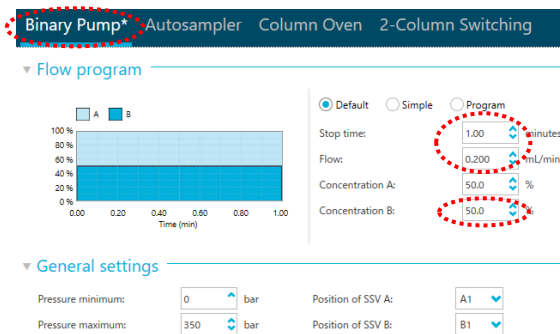 Binary Pump* Autosampler Column Oven 2-Column Switching
Flow program
A B
100 %
80 %
60 %
40 %
20 %
0.00 0.20 0.40 0.60 0.80 1.00
Time (min)
Default Simple Program
Stop time: 1.00 minutes
Flow: 0.200 mL/min
Concentration A: 50.0 %
Concentration B: 50.0 %
General settings
Pressure minimum: 0 bar Position of SSV A: A1
Pressure maximum: 350 bar Position of SSV B: B1